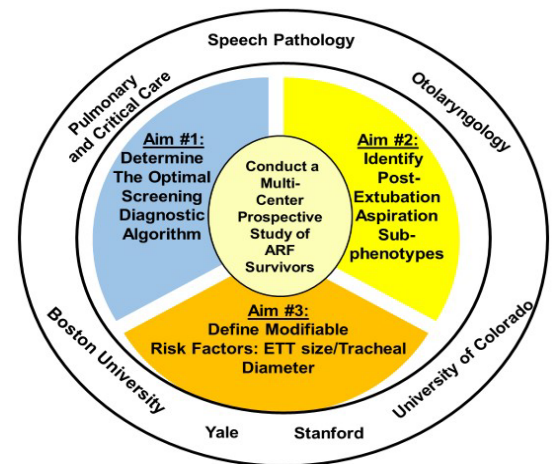 Speech Pathology
Pulmonary
and Critical Care
Otolaryngology
Aim #1:
Determine
The Optimal
Screening
Diagnostic
Algorithm
Aim #2:
Identify
Post-
Extubation
Aspiration
Sub-
phenotypes
Conduct a
Multi-
Center
Prospective
Study of
ARF
Survivors
Aim #3:
Define Modifiable
Risk Factors: ETT size/Tracheal
Diameter
Boston University
Yale
Stanford
University of Colorado